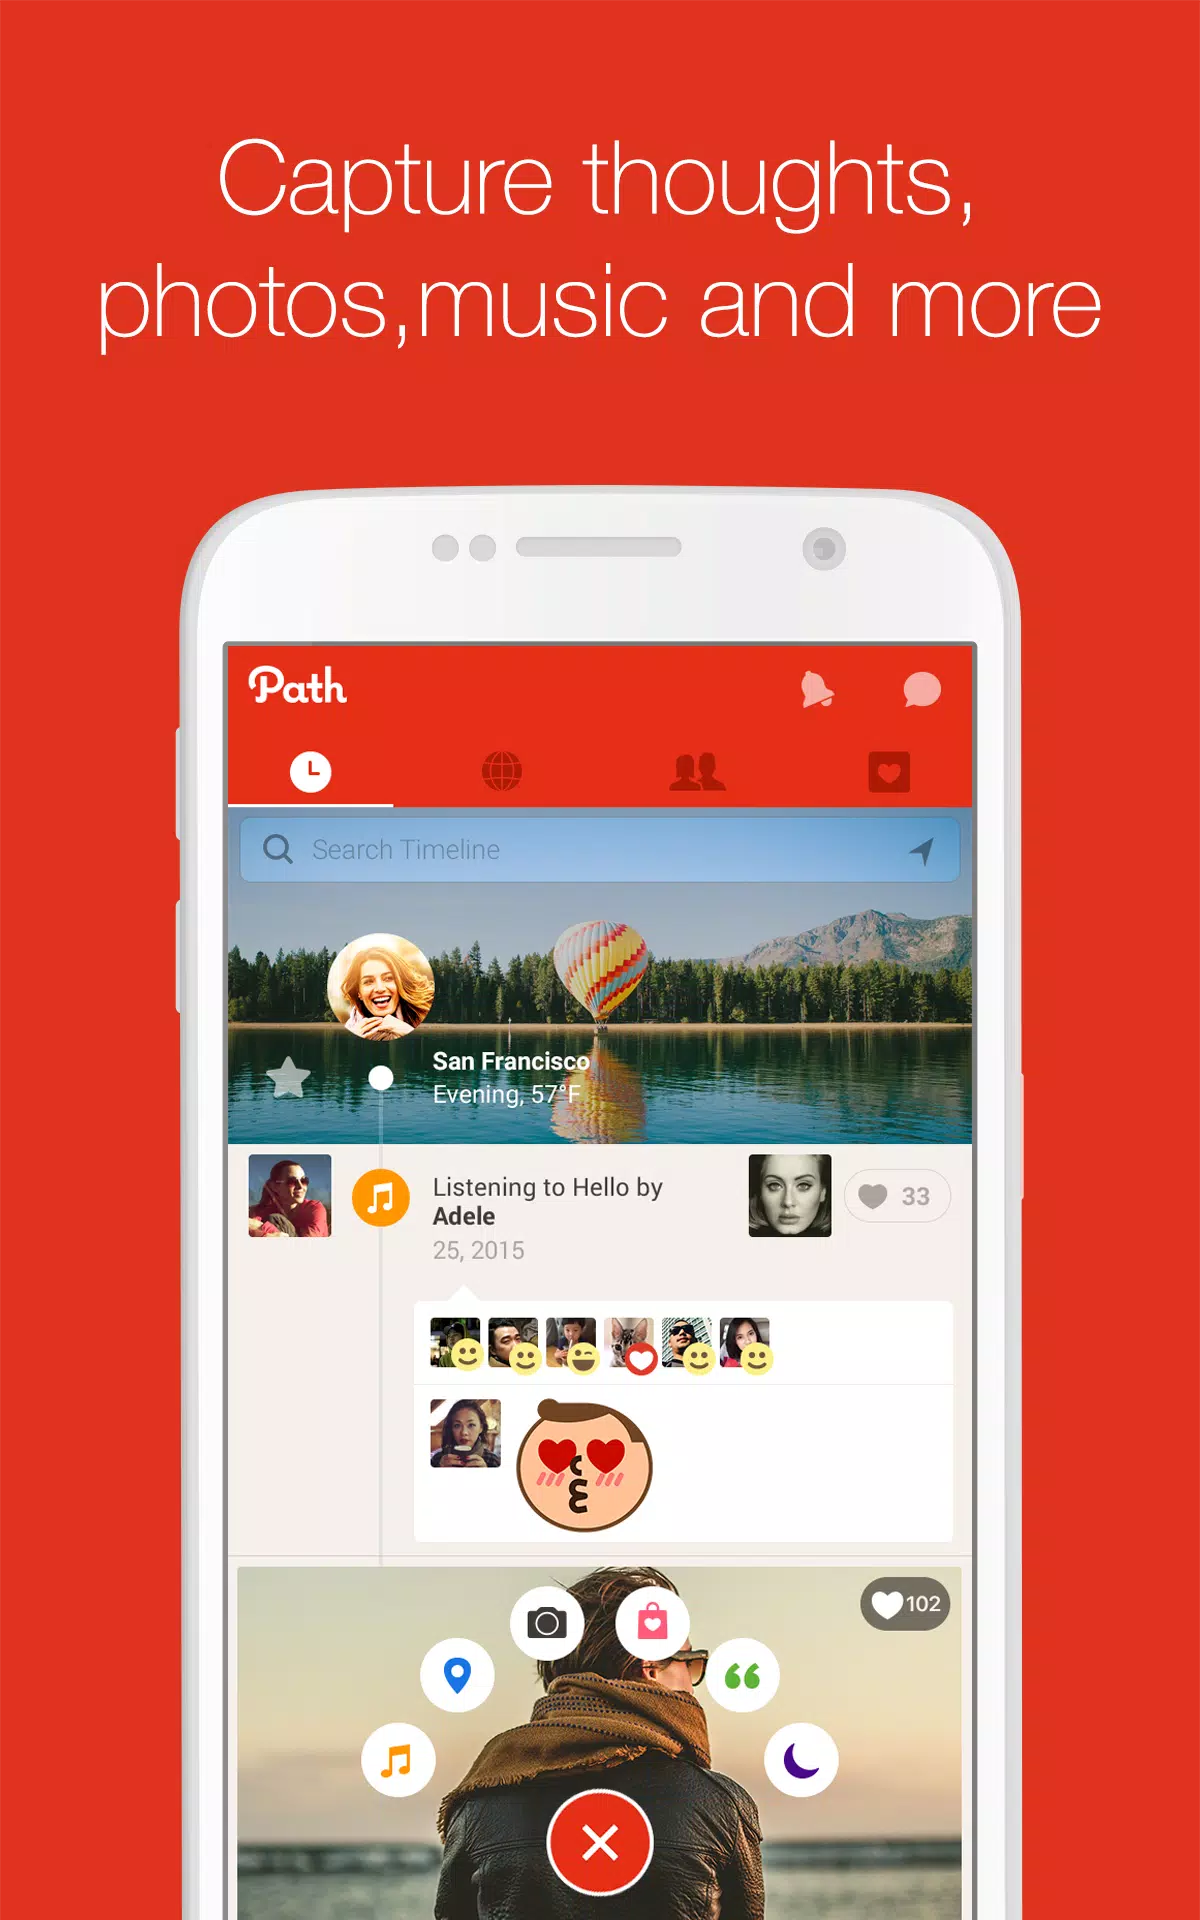 Capture thoughts,
photos,music and more
Path
Search Timeline
San Francisco
Evening, 57°F
Listening to Hello by
Adele
25, 2015
33
102